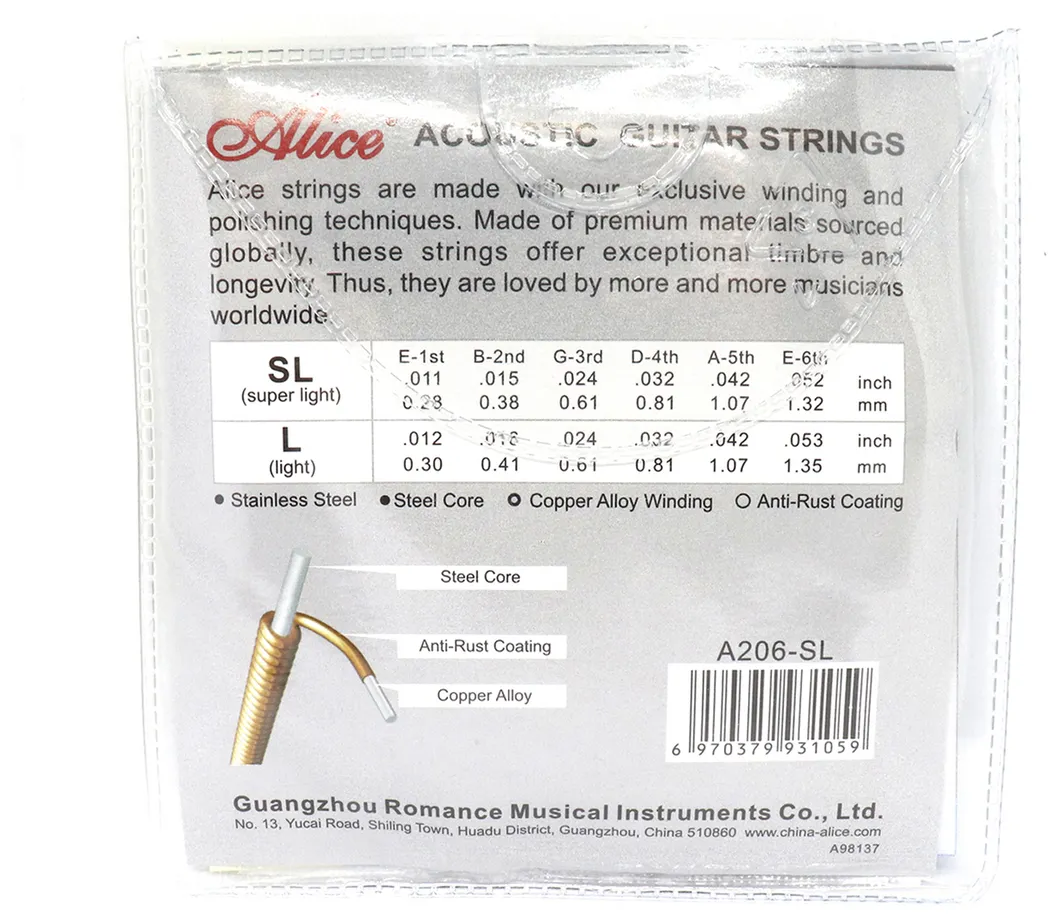 Alice® ACOUSTIC GUITAR STRINGS
Alice strings are made with our exclusive winding and
polishing techniques. Made of premium materials sourced
globally, these strings offer exceptional timbre and
longevity. Thus, they are loved by more and more musicians
worldwide.
SL E-1st B-2nd G-3rd D-4th A-5th E-6th
(super light) .011 .015 .024 .032 .042 .052 inch
0.28 0.38 0.61 0.81 1.07 1.32 mm
L .012 .016 .024 .032 .042 .053 inch
(light) 0.30 0.41 0.61 0.81 1.07 1.35 mm
Stainless Steel Steel Core Copper Alloy Winding Anti-Rust Coating
Steel Core
Anti-Rust Coating
Copper Alloy
A206-SL
6 970379 931059
Guangzhou Romance Musical Instruments Co., Ltd.
No. 13, Yucai Road, Shiling Town, Huadu District, Guangzhou, China 510860 www.china-alice.com
A98137